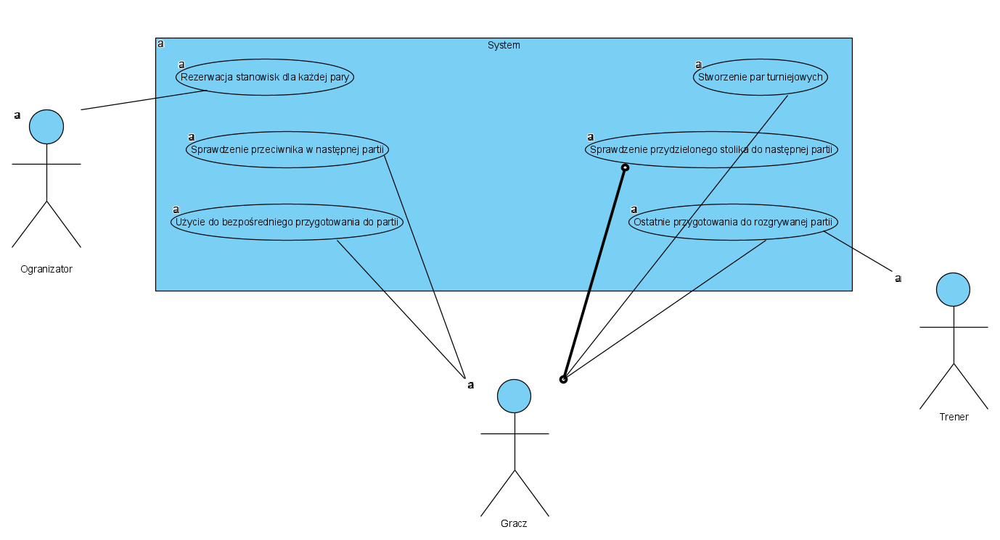 a
System
a
Rezerwacja stanowisk dla każdej pary
a
Stworzenie par turniejowych
a
a
Sprawdzenie przeciwnika w następnej partii
a
Sprawdzenie przydzielonego stolika do następnej partii
a
Użycie do bezpośredniego przygotowania do partii
a
Ostatnie przygotowania do rozgrywanej partii
Ogranizator
a
a
Trener
Gracz